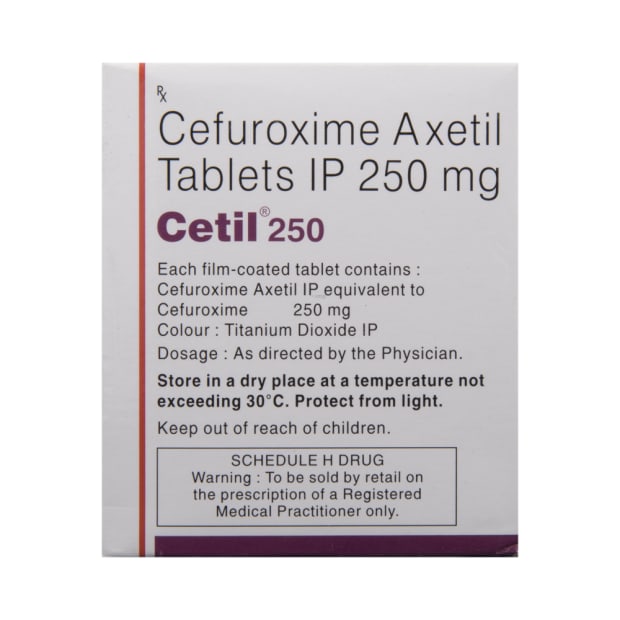 Rx
Cefuroxime Axetil
Tablets IP 250 mg
Cetil® 250
Each film-coated tablet contains :
Cefuroxime Axetil IP equivalent to
Cefuroxime 250 mg
Colour : Titanium Dioxide IP
Dosage : As directed by the Physician.
Store in a dry place at a temperature not
exceeding 30°C. Protect from light.
Keep out of reach of children.
SCHEDULE H DRUG
Warning : To be sold by retail on
the prescription of a Registered
Medical Practitioner only.